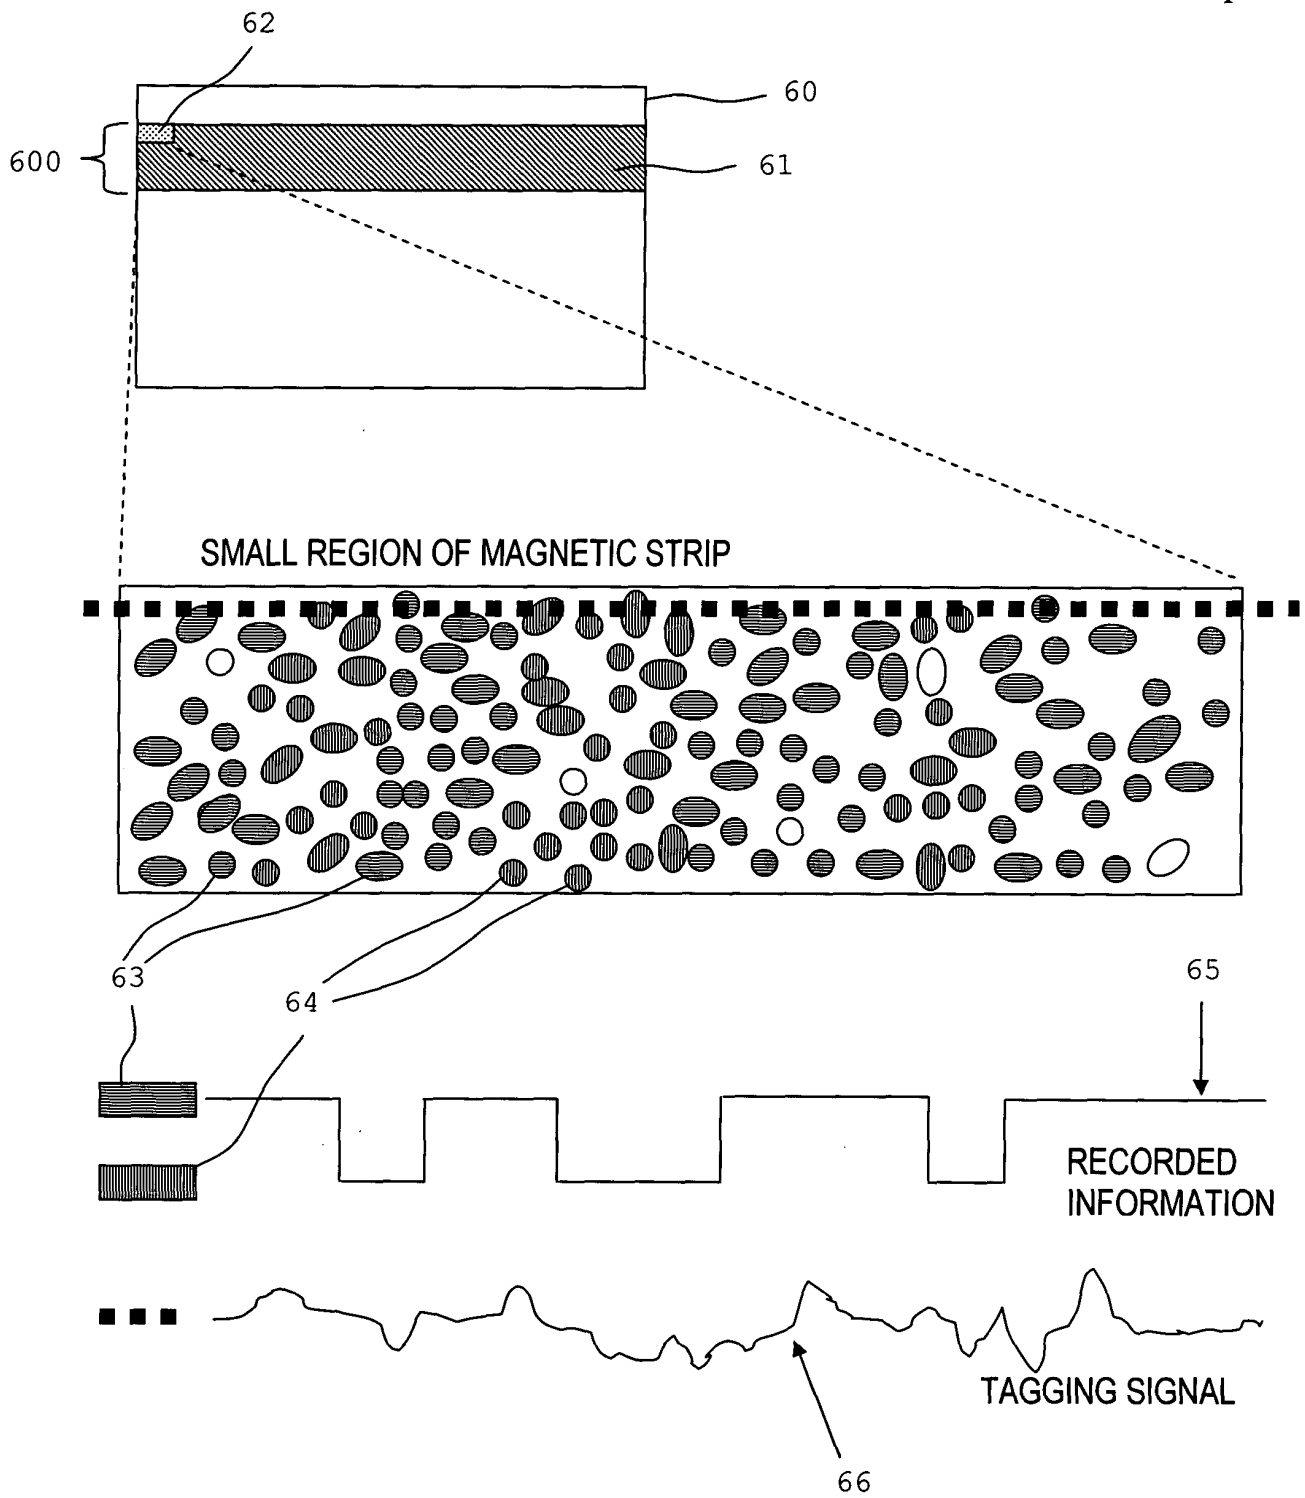 62
60
600
61
SMALL REGION OF MAGNETIC STRIP
63
64
65
RECORDED
INFORMATION
TAGGING SIGNAL
66